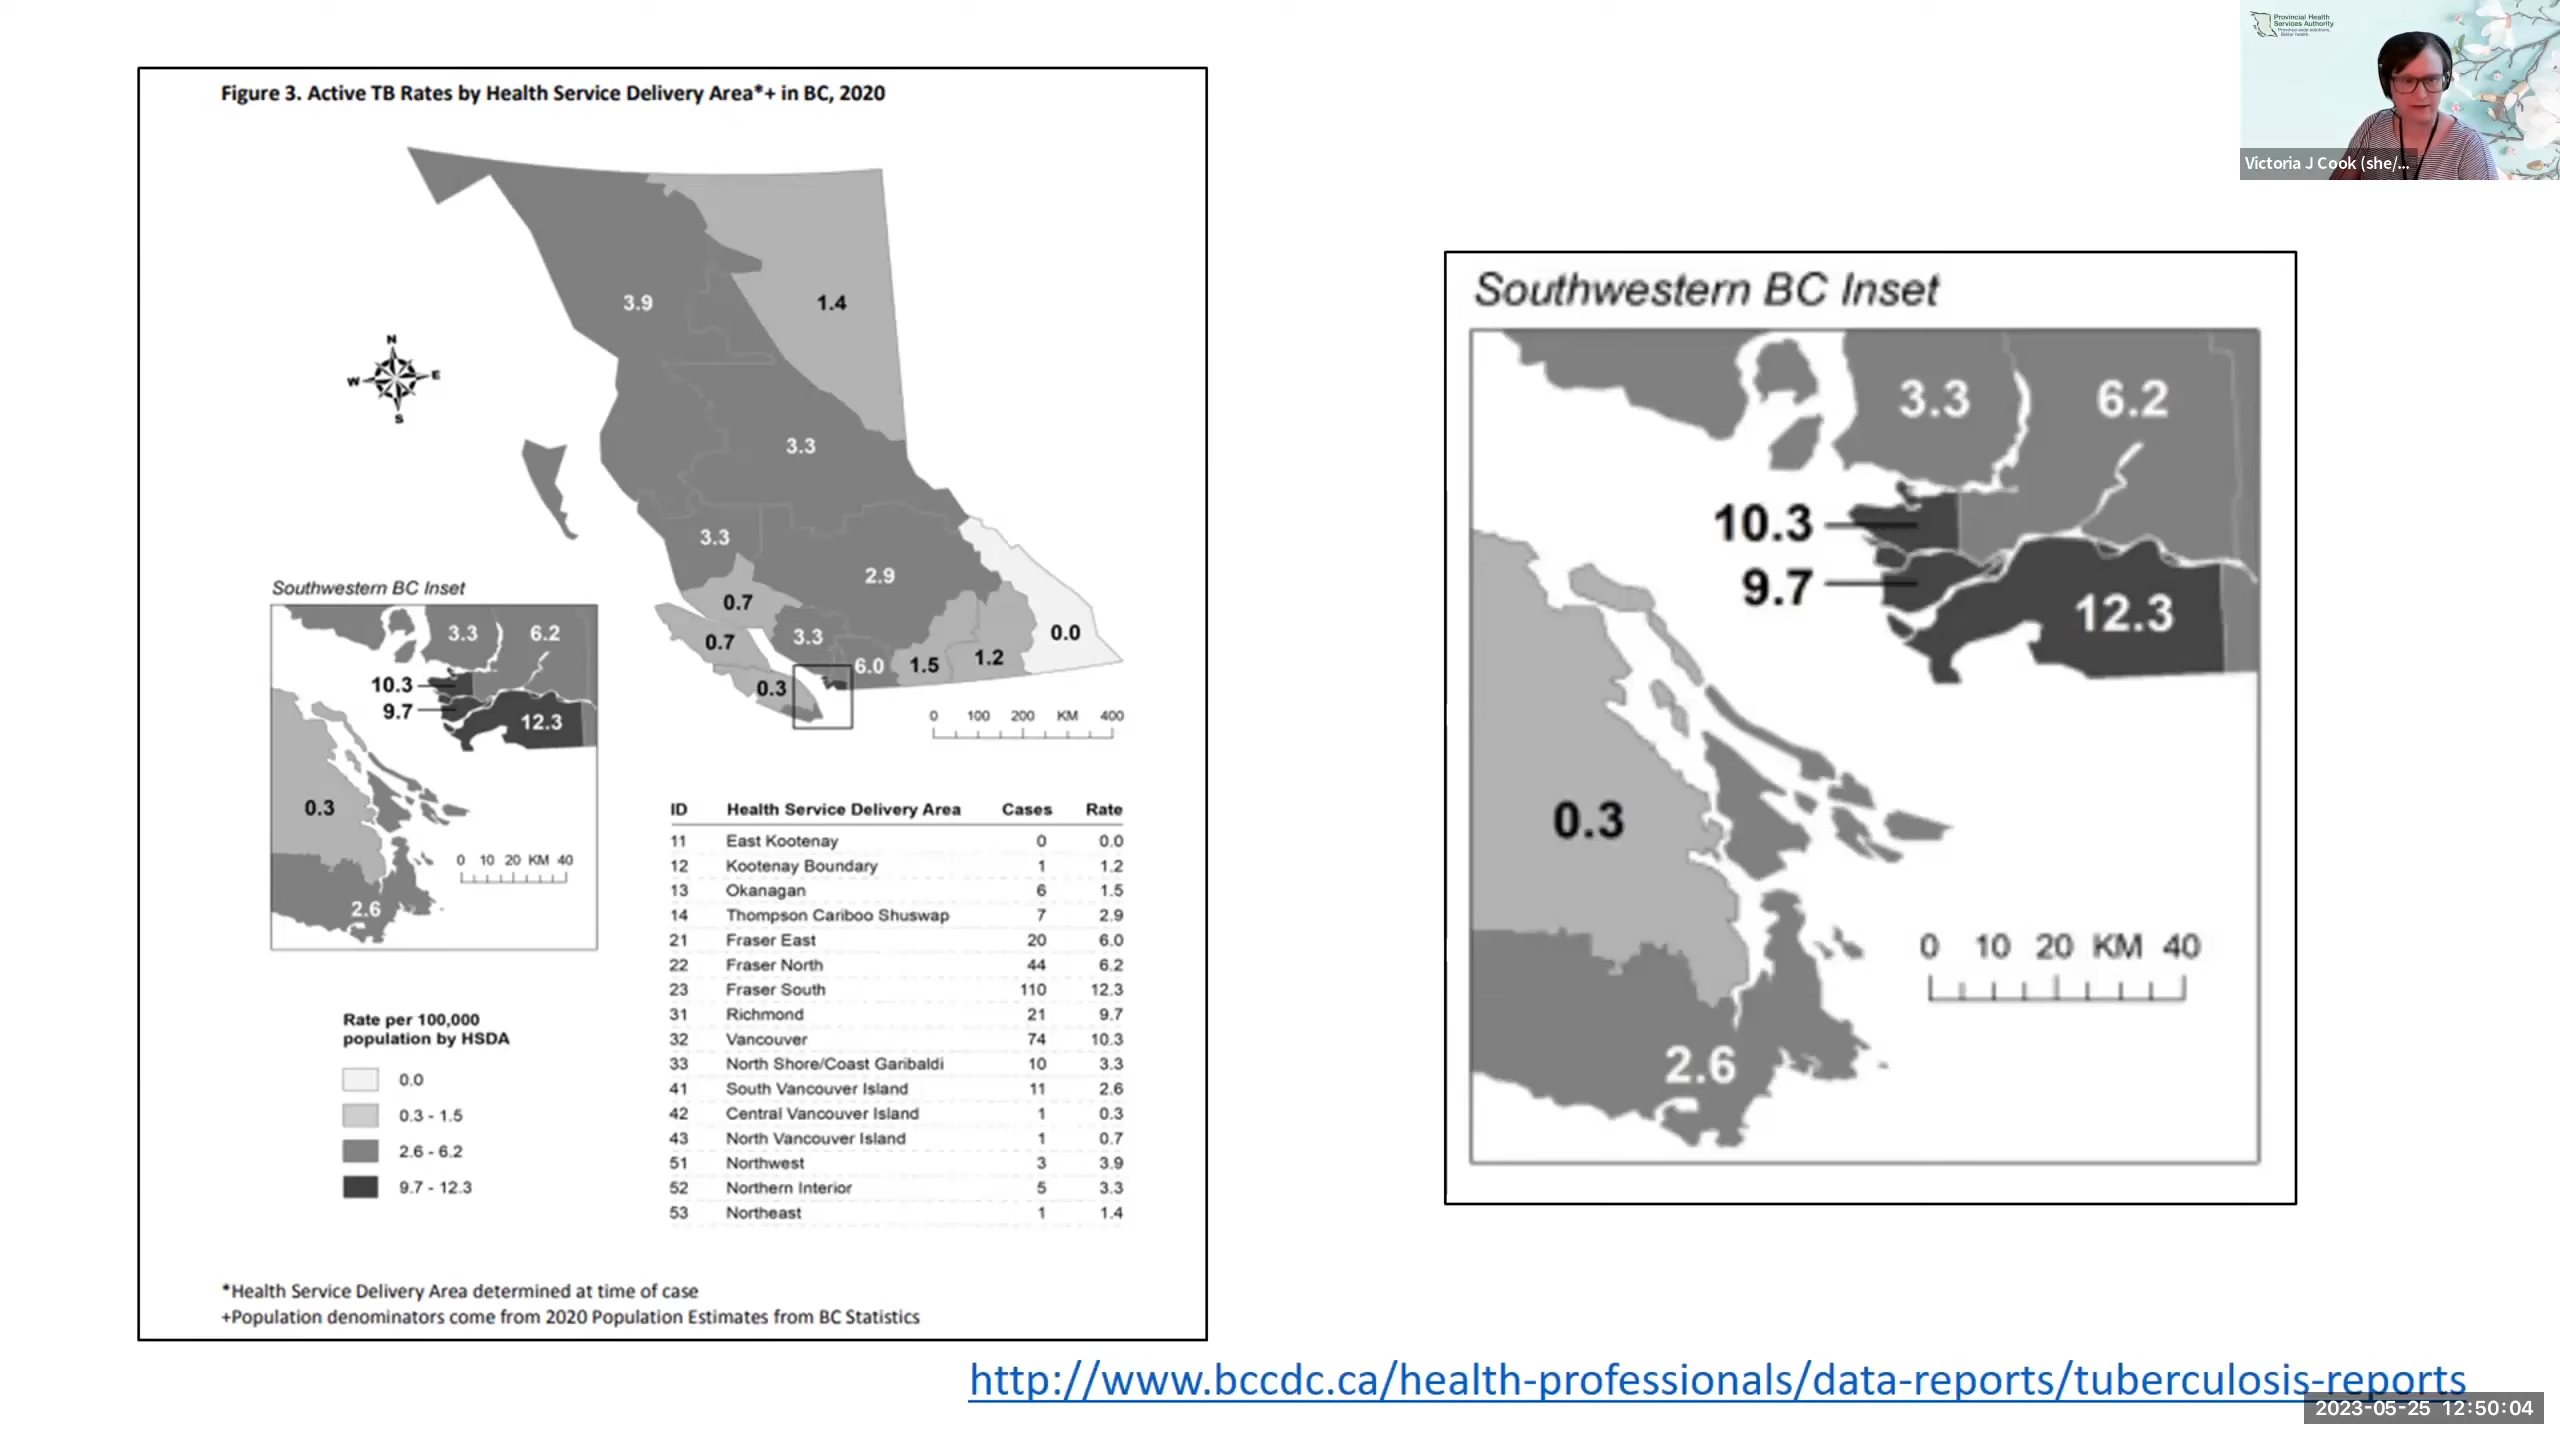 Figure 3. Active TB Rates by Health Service Delivery Area*+ in BC, 2020
3.9
1.4
N
W
E
S
3.3
3.3
2.9
0.7
0.7
3.3
6.0
1.5
1.2
0.0
0.3
0 100 200 KM 400
Southwestern BC Inset
3.3
6.2
10.3
9.7
12.3
0.3
0 10 20 KM 40
2.6
ID Health Service Delivery Area Cases Rate
11 East Kootenay 0 0.0
12 Kootenay Boundary 1 1.2
13 Okanagan 6 1.5
14 Thompson Cariboo Shuswap 7 2.9
21 Fraser East 20 6.0
22 Fraser North 44 6.2
23 Fraser South 110 12.3
31 Richmond 21 9.7
32 Vancouver 74 10.3
33 North Shore/Coast Garibaldi 10 3.3
41 South Vancouver Island 11 2.6
42 Central Vancouver Island 1 0.3
43 North Vancouver Island 1 0.7
51 Northwest 3 3.9
52 Northern Interior 5 3.3
53 Northeast 1 1.4
Rate per 100,000
population by HSDA
0.0
0.3 - 1.5
2.6 - 6.2
9.7 - 12.3
*Health Service Delivery Area determined at time of case
+Population denominators come from 2020 Population Estimates from BC Statistics
Southwestern BC Inset
3.3
6.2
10.3
9.7
12.3
0.3
0 10 20 KM 40
2.6
http://www.bccdc.ca/health-professionals/data-reports/tuberculosis-reports
Provincial Health
Services Authority
Province-wide solutions.
Better health.
Victoria J Cook (she/...
2023-05-25 12:50:04